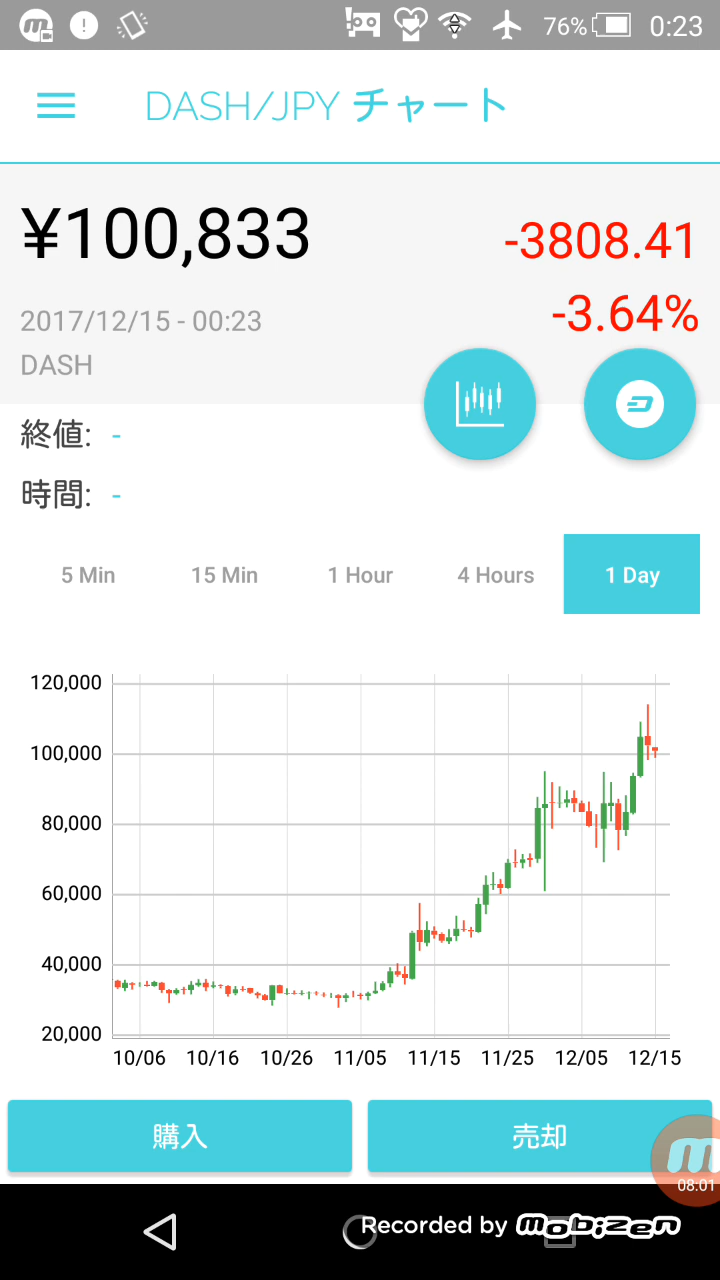 76% 0:23
DASH/JPY チャート
¥100,833
-3808.41
-3.64%
2017/12/15 - 00:23
DASH
終値: -
時間: -
5 Min 15 Min 1 Hour 4 Hours 1 Day
120,000
100,000
80,000
60,000
40,000
20,000
10/06 10/16 10/26 11/05 11/15 11/25 12/05 12/15
購入 売却
08:01
Recorded by mobizen